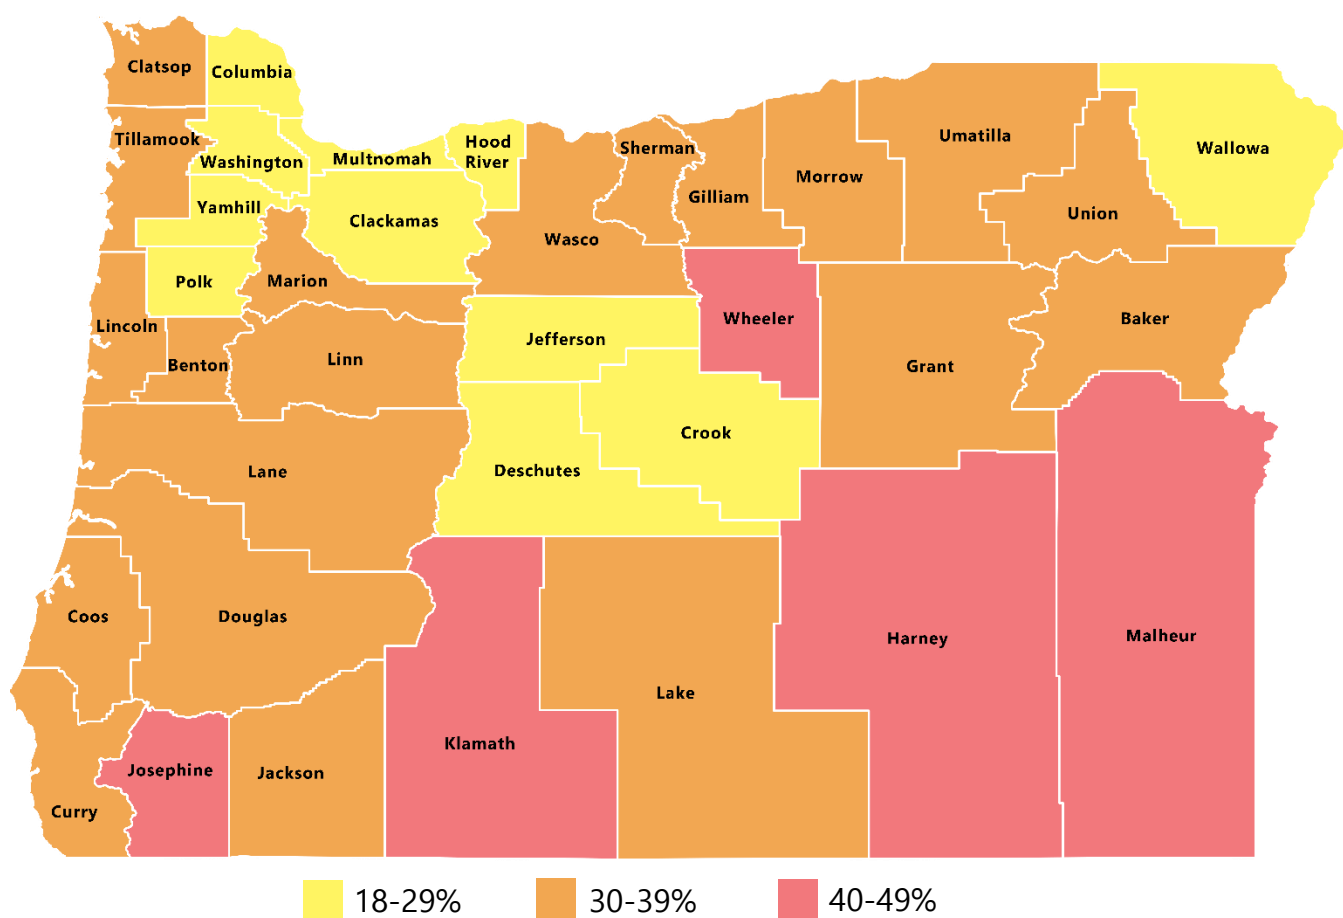 Clatsop
Columbia
Tillamook
Washington
Multnomah
Hood
River
Sherman
Umatilla
Wallowa
Yamhill
Clackamas
Gilliam
Morrow
Union
Wasco
Polk
Marion
Lincoln
Wheeler
Baker
Jefferson
Benton
Linn
Grant
Crook
Lane
Deschutes
Coos
Douglas
Harney
Malheur
Lake
Klamath
Josephine
Jackson
Curry
18-29%
30-39%
40-49%